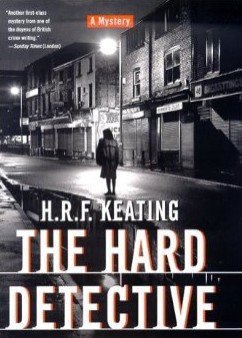 "Another first-class
mystery from one of
the doyens of British
crime writing."
—Sunday Times (London)
A Mystery
H.R.F. KEATING
THE HARD
DETECTIVE